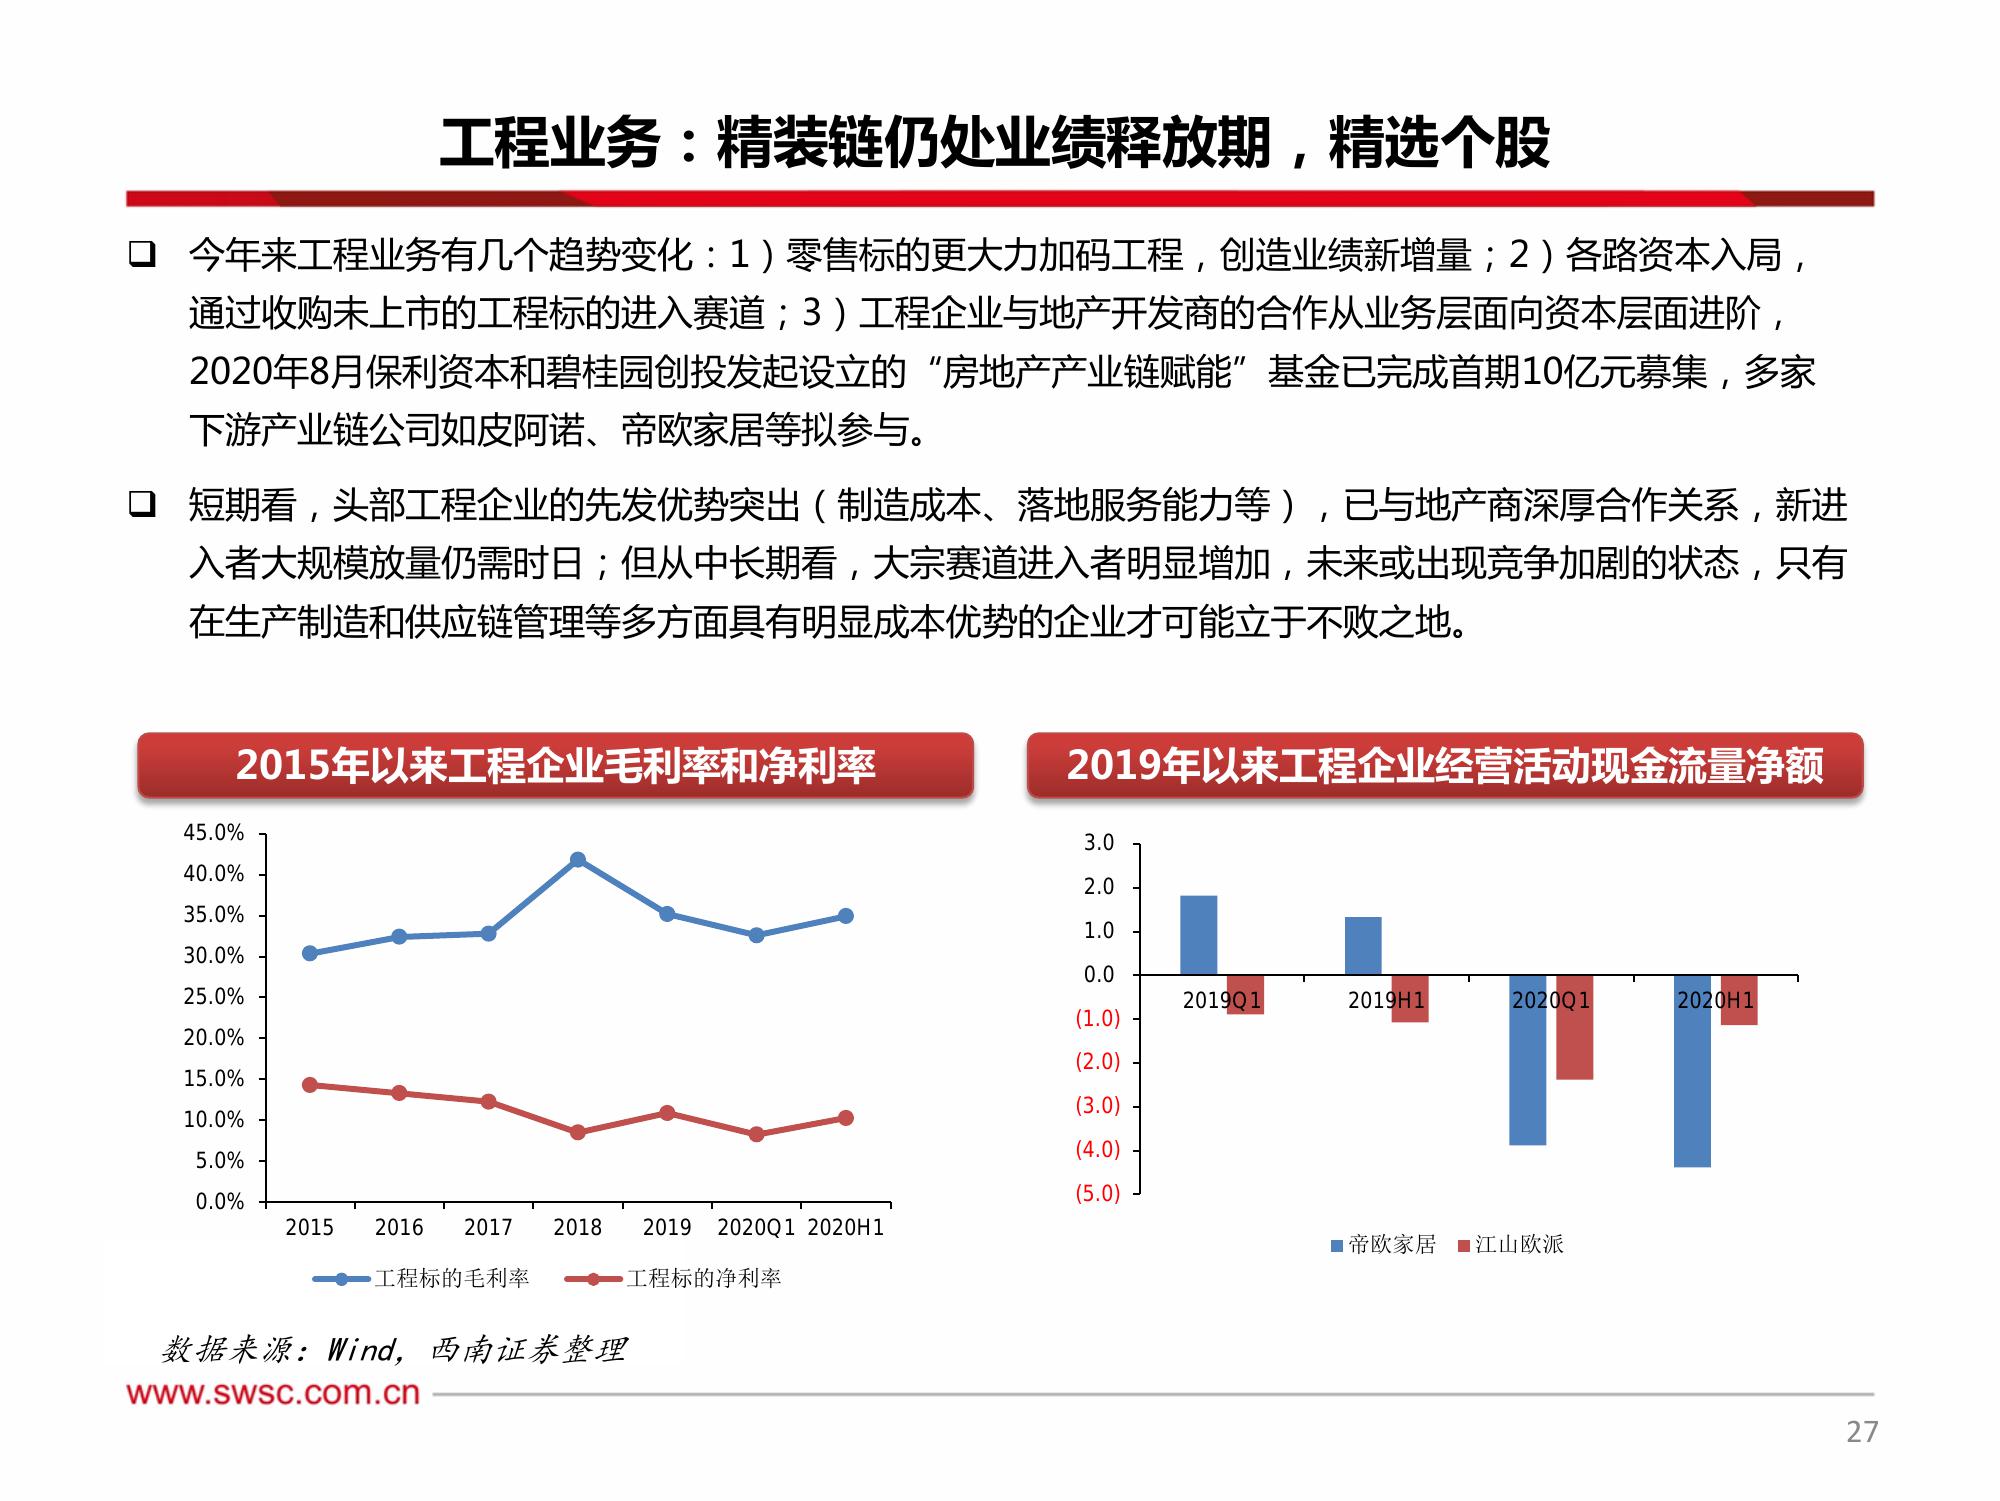 工程业务：精装链仍处业绩释放期，精选个股
❑ 今年来工程业务有几个趋势变化：1）零售标的更大力加码工程，创造业绩新增量；2）各路资本入局，
通过收购未上市的工程标的进入赛道；3）工程企业与地产开发商的合作从业务层面向资本层面进阶，
2020年8月保利资本和碧桂园创投发起设立的“房地产产业链赋能”基金已完成首期10亿元募集，多家
下游产业链公司如皮阿诺、帝欧家居等拟参与。
❑ 短期看，头部工程企业的先发优势突出（制造成本、落地服务能力等），已与地产商深厚合作关系，新进
入者大规模放量仍需时日；但从中长期看，大宗赛道进入者明显增加，未来或出现竞争加剧的状态，只有
在生产制造和供应链管理等多方面具有明显成本优势的企业才可能立于不败之地。
2015年以来工程企业毛利率和净利率
45.0%
40.0%
35.0%
30.0%
25.0%
20.0%
15.0%
10.0%
5.0%
0.0%
2015 2016 2017 2018 2019 2020Q1 2020H1
工程标的毛利率 工程标的净利率
2019年以来工程企业经营活动现金流量净额
3.0
2.0
1.0
0.0
(1.0)
(2.0)
(3.0)
(4.0)
(5.0)
2019Q1 2019H1 2020Q1 2020H1
帝欧家居 江山欧派
数据来源：Wind，西南证券整理
www.swsc.com.cn
27